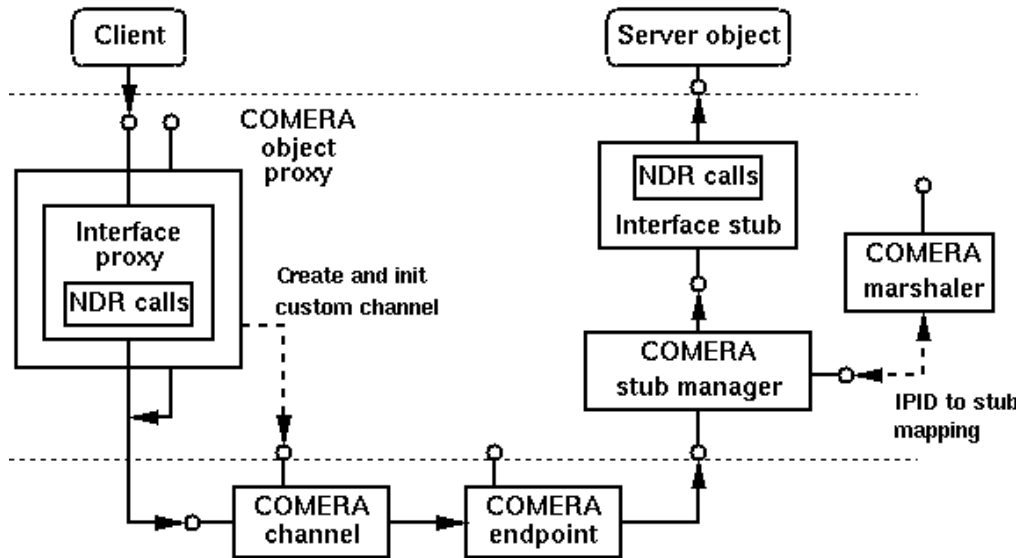 Client
Server object
COMERA
object
proxy
NDR calls
Interface stub
Interface
proxy
NDR calls
Create and init
custom channel
COMERA
marshaler
COMERA
stub manager
IPID to stub
mapping
COMERA
channel
COMERA
endpoint